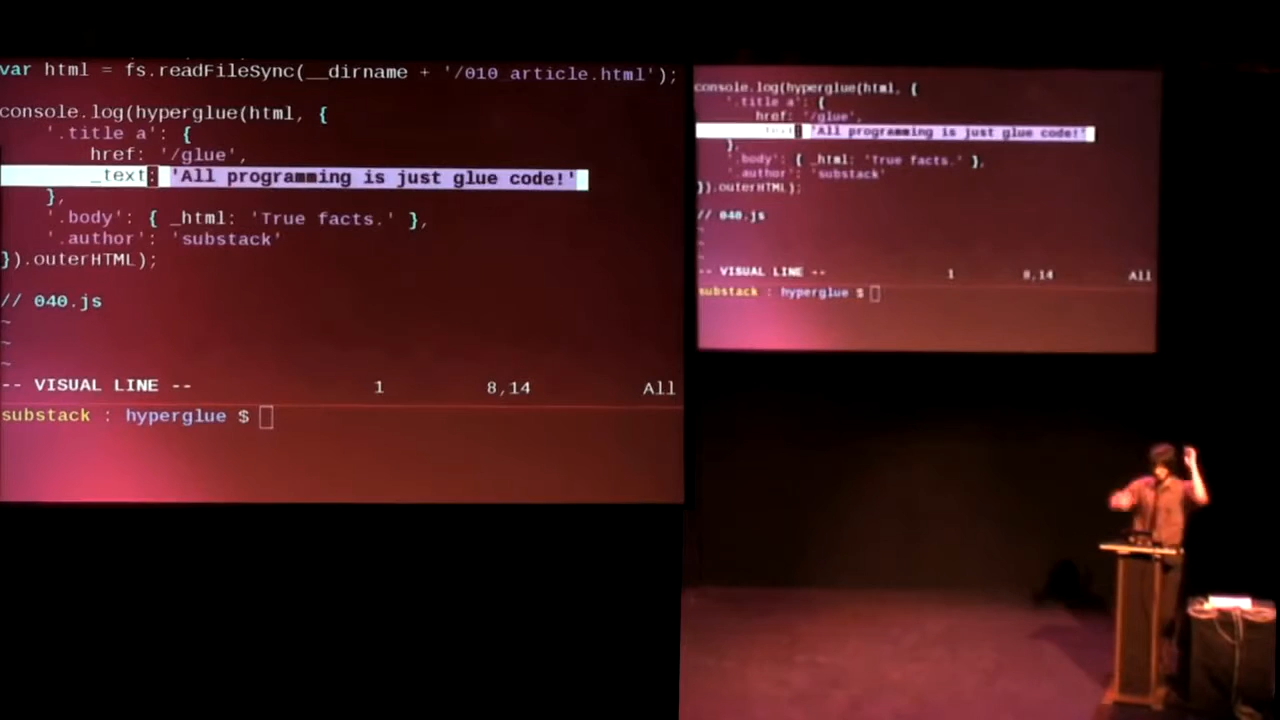 var html = fs.readFileSync(__dirname + '/010_article.html');
console.log(hyperglue(html, {
'.title a': {
href: '/glue',
_text: 'All programming is just glue code!'
},
'.body': { _html: 'True facts.' },
'.author': 'substack'
}).outerHTML);
// 040.js
~
~
~
-- VISUAL LINE -- 1 8,14 All
substack : hyperglue $
console.log(hyperglue(html, {
'.title a': {
href: '/glue',
_text: 'All programming is just glue code!'
},
'.body': { _html: 'True facts.' },
'.author': 'substack'
}).outerHTML);
// 040.js
~
~
~
-- VISUAL LINE -- 1 8,14 All
substack : hyperglue $